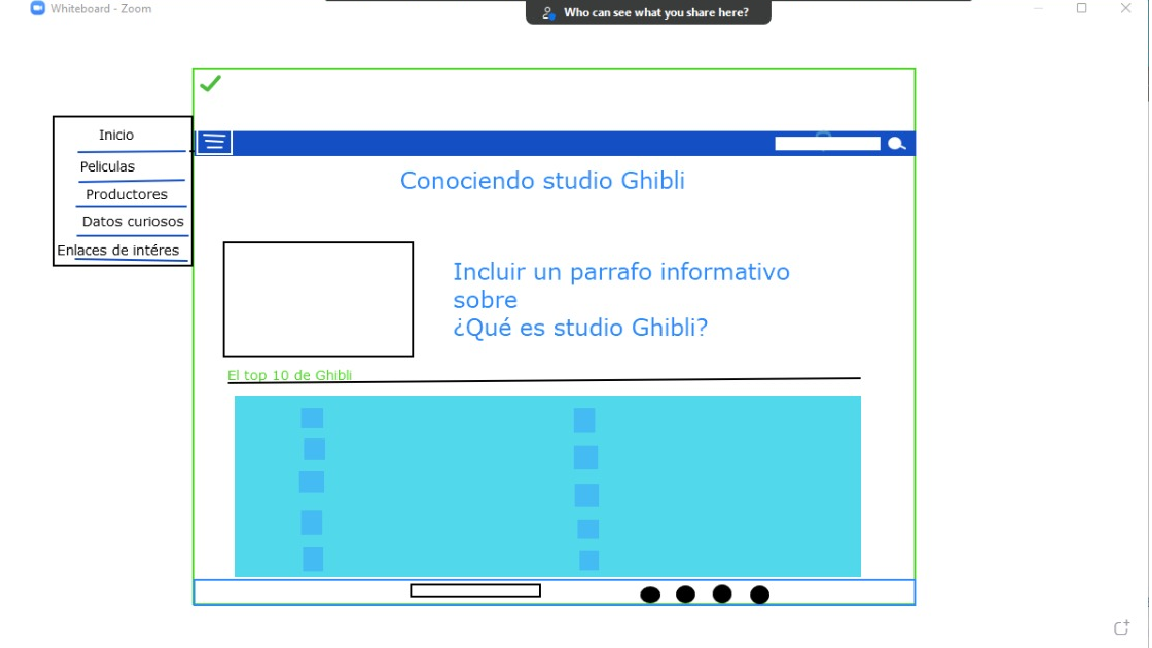 Whiteboard - Zoom
Who can see what you share here?
Inicio
Peliculas
Productores
Datos curiosos
Enlaces de intéres
Conociendo studio Ghibli
Incluir un parrafo informativo
sobre
¿Qué es studio Ghibli?
El top 10 de Ghibli